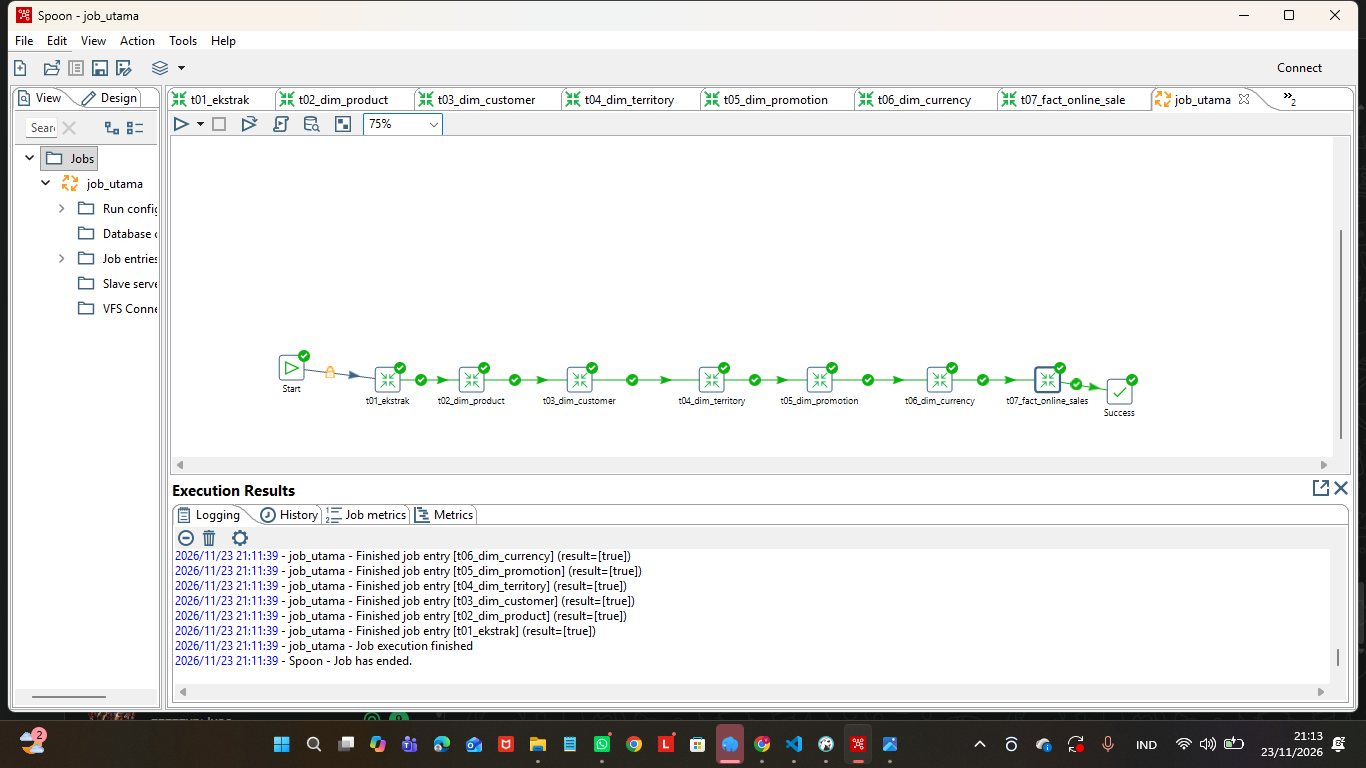 Spoon - job_utama
File Edit View Action Tools Help
Connect
View Design
t01_ekstrak t02_dim_product t03_dim_customer t04_dim_territory t05_dim_promotion t06_dim_currency t07_fact_online_sale job_utama »2
75%
Sear
Jobs
job_utama
Run config
Database c
Job entries
Slave serve
VFS Conne
Start
t01_ekstrak
t02_dim_product
t03_dim_customer
t04_dim_territory
t05_dim_promotion
t06_dim_currency
t07_fact_online_sales
Success
Execution Results
Logging History Job metrics Metrics
2026/11/23 21:11:39 - job_utama - Finished job entry [t06_dim_currency] (result=[true])
2026/11/23 21:11:39 - job_utama - Finished job entry [t05_dim_promotion] (result=[true])
2026/11/23 21:11:39 - job_utama - Finished job entry [t04_dim_territory] (result=[true])
2026/11/23 21:11:39 - job_utama - Finished job entry [t03_dim_customer] (result=[true])
2026/11/23 21:11:39 - job_utama - Finished job entry [t02_dim_product] (result=[true])
2026/11/23 21:11:39 - job_utama - Finished job entry [t01_ekstrak] (result=[true])
2026/11/23 21:11:39 - job_utama - Job execution finished
2026/11/23 21:11:39 - Spoon - Job has ended.
2
IND
21:13
23/11/2026